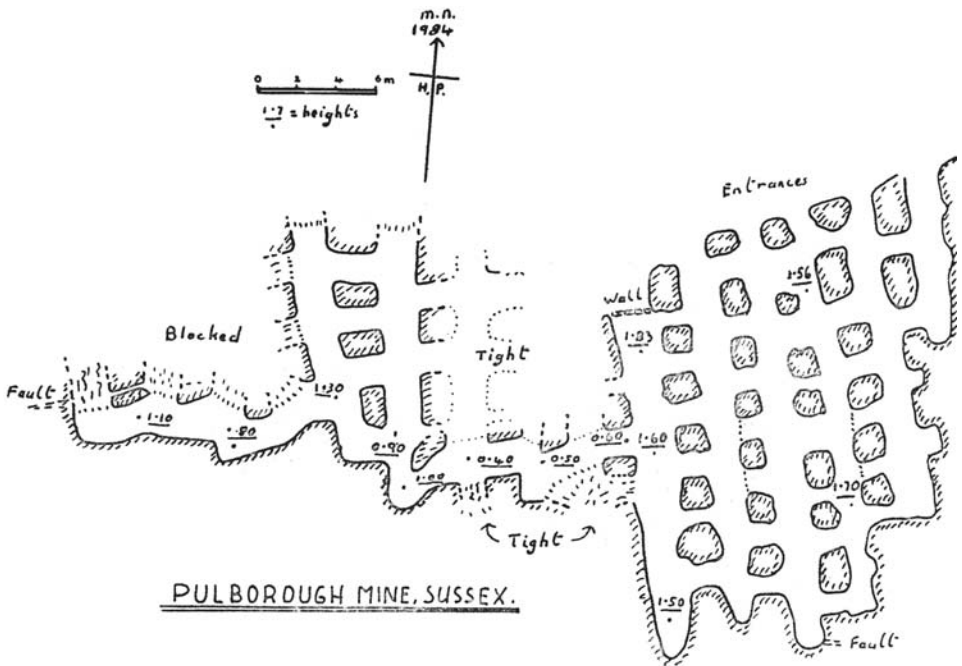 m.n.
1984
0 2 4 6m
H.P.
1.7 = heights
Entrances
1.56
Wall
1.83
Blocked
Tight
Fault
1.30
1.10
.80
0.90
1.00
0.40
0.50
0.60
1.60
1.70
Tight
PULBOROUGH MINE, SUSSEX.
1.50
Fault